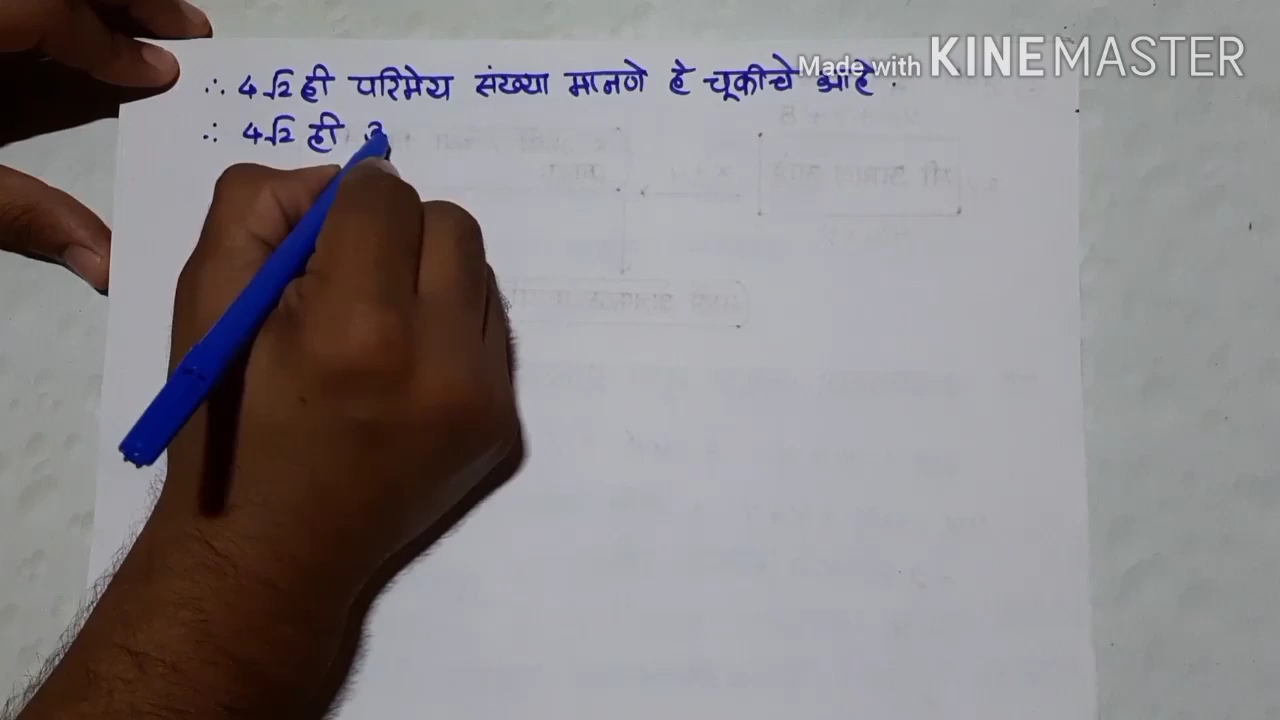 Made with KINEMASTER
∴ 4√2 ही परिमेय संख्या मानणे हे चूकीचे आहे.
∴ 4√2 ही